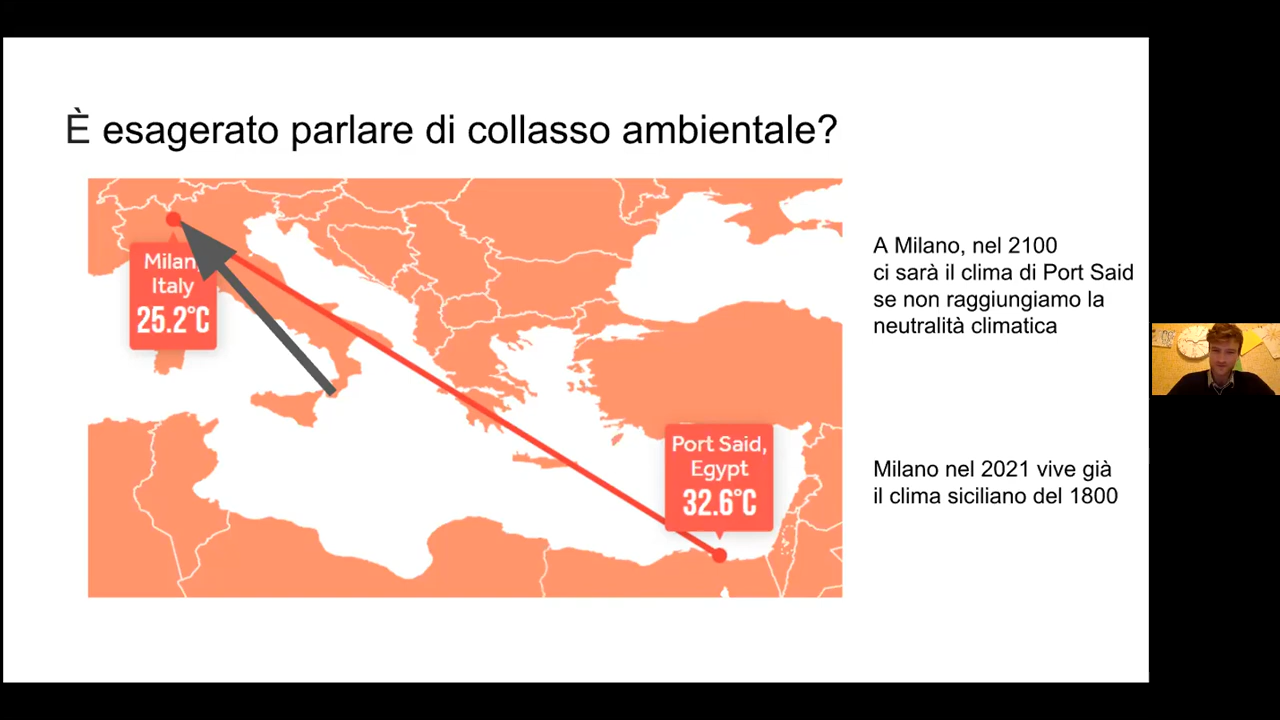 È esagerato parlare di collasso ambientale?
Milan,
Italy
25.2°C
Port Said,
Egypt
32.6°C
A Milano, nel 2100
ci sarà il clima di Port Said
se non raggiungiamo la
neutralità climatica
Milano nel 2021 vive già
il clima siciliano del 1800